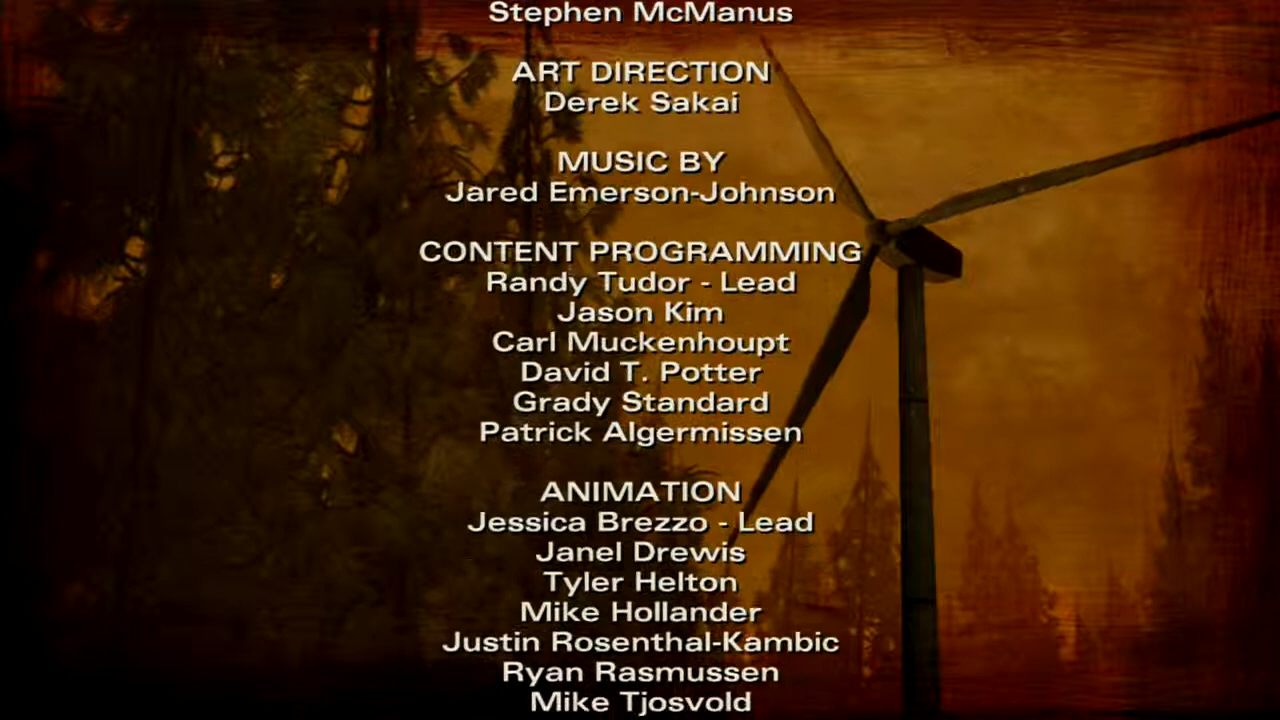 Stephen McManus
ART DIRECTION
Derek Sakai
MUSIC BY
Jared Emerson-Johnson
CONTENT PROGRAMMING
Randy Tudor - Lead
Jason Kim
Carl Muckenhoupt
David T. Potter
Grady Standard
Patrick Algermissen
ANIMATION
Jessica Brezzo - Lead
Janel Drewis
Tyler Helton
Mike Hollander
Justin Rosenthal-Kambic
Ryan Rasmussen
Mike Tjosvold